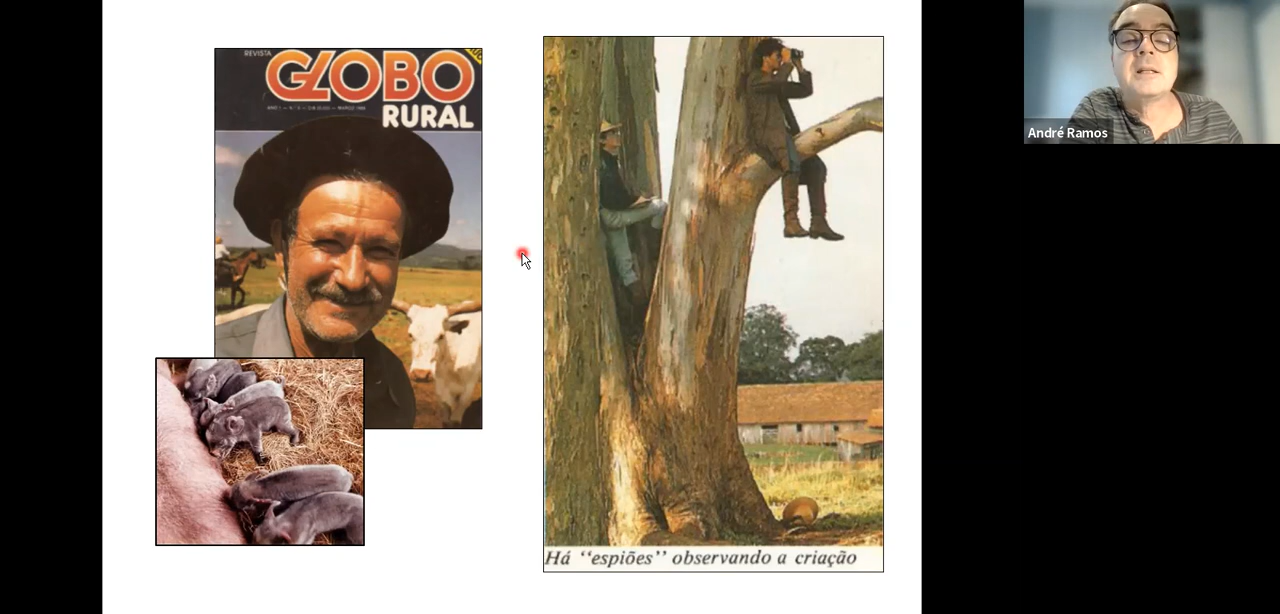 REVISTA
GLOBO
RURAL
Há “espiões” observando a criação
André Ramos